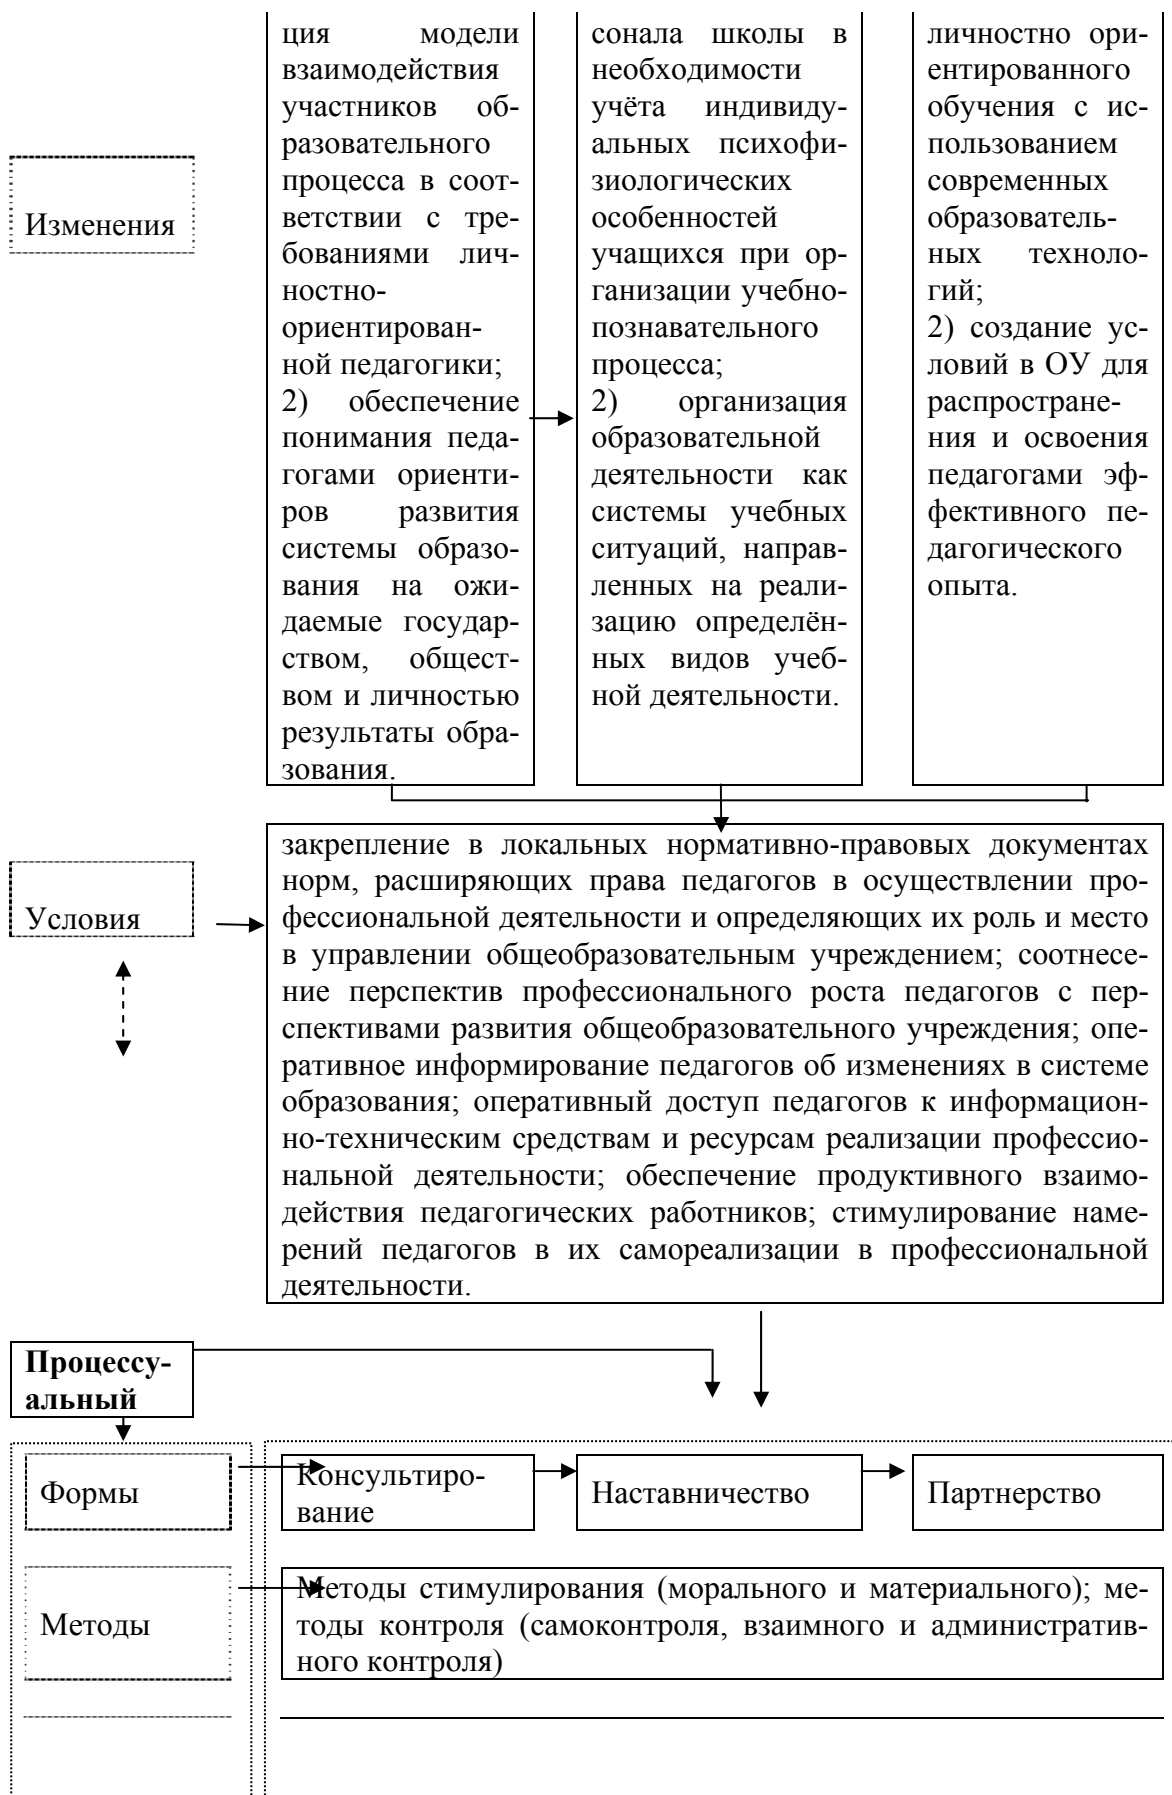 Изменения
ция модели
взаимодействия
участников об-
разовательного
процесса в соот-
ветствии с тре-
бованиями лич-
ностно-
ориентирован-
ной педагогики;
2) обеспечение
понимания педа-
гогами ориенти-
ров развития
системы образо-
вания на ожи-
даемые государ-
ством, общест-
вом и личностью
результаты обра-
зования.
сонала школы в
необходимости
учёта индивиду-
альных психофи-
зиологических
особенностей
учащихся при ор-
ганизации учебно-
познавательного
процесса;
2) организация
образовательной
деятельности как
системы учебных
ситуаций, направ-
ленных на реали-
зацию определён-
ных видов учеб-
ной деятельности.
личностно ори-
ентированного
обучения с ис-
пользованием
современных
образователь-
ных техноло-
гий;
2) создание ус-
ловий в ОУ для
распростране-
ния и освоения
педагогами эф-
фективного пе-
дагогического
опыта.
Условия
закрепление в локальных нормативно-правовых документах
норм, расширяющих права педагогов в осуществлении про-
фессиональной деятельности и определяющих их роль и место
в управлении общеобразовательным учреждением; соотнесе-
ние перспектив профессионального роста педагогов с пер-
спективами развития общеобразовательного учреждения; опе-
ративное информирование педагогов об изменениях в системе
образования; оперативный доступ педагогов к информацион-
но-техническим средствам и ресурсам реализации профессио-
нальной деятельности; обеспечение продуктивного взаимо-
действия педагогических работников; стимулирование наме-
рений педагогов в их самореализации в профессиональной
деятельности.
Процессу-
альный
Формы
Консультиро-
вание
Наставничество
Партнерство
Методы
Методы стимулирования (морального и материального); ме-
тоды контроля (самоконтроля, взаимного и административ-
ного контроля)